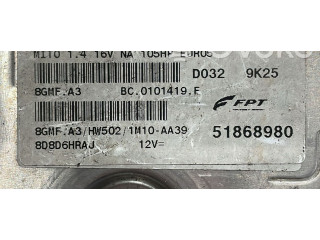 MITO 1.4 16V NA 105HP EURO5
D032 9K25
8GMF.A3 BC.0101419.F
FPT
8GMF.A3/HW502/1M10-AA39 51868980
8D8D6HRAJ 12V=